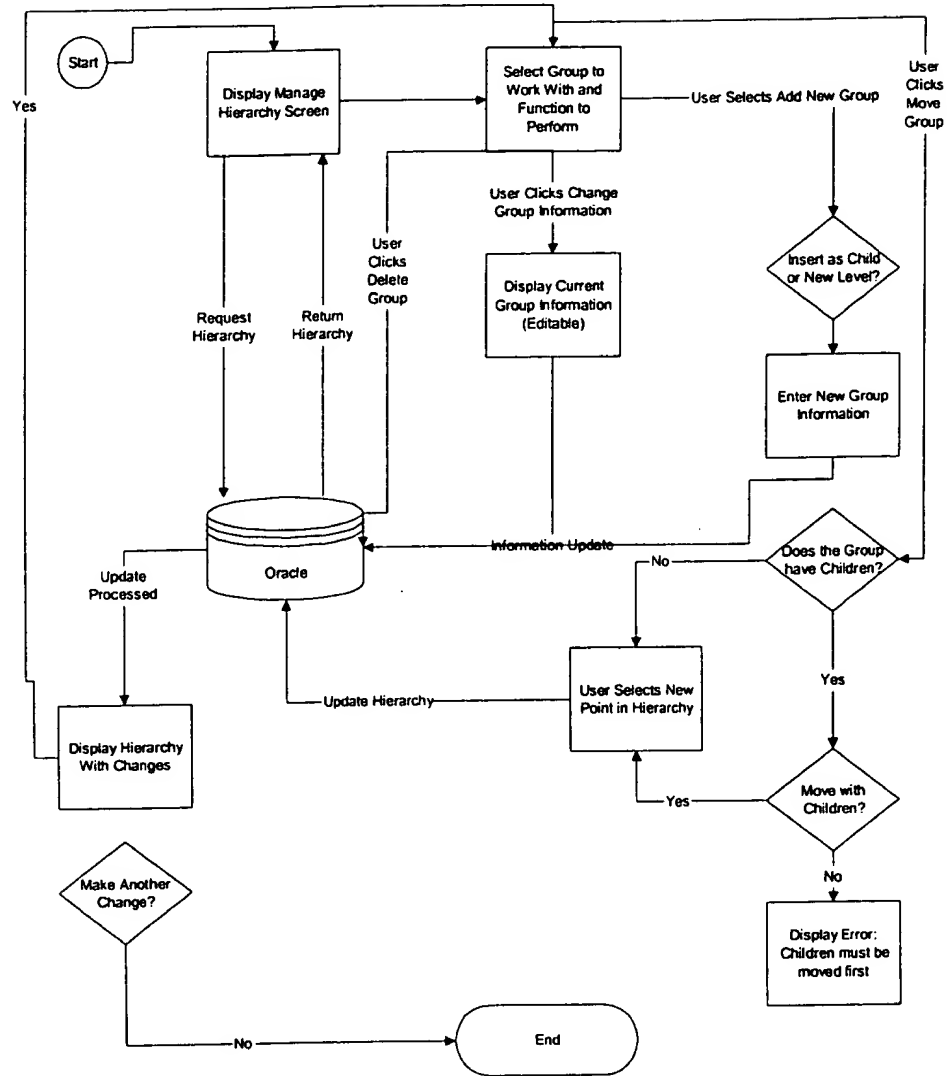 Start
Yes
Display Manage
Hierarchy Screen
Select Group to
Work With and
Function to
Perform
User Selects Add New Group
User
Clicks
Move
Group
User Clicks Change
Group Information
User
Clicks
Delete
Group
Insert as Child
or New Level?
Display Current
Group Information
(Editable)
Request
Hierarchy
Return
Hierarchy
Enter New Group
Information
Information Update
Oracle
Does the Group
have Children?
No
Update
Processed
Yes
User Selects New
Point in Hierarchy
Update Hierarchy
Display Hierarchy
With Changes
Move with
Children?
Yes
No
Make Another
Change?
Display Error:
Children must be
moved first
No
End